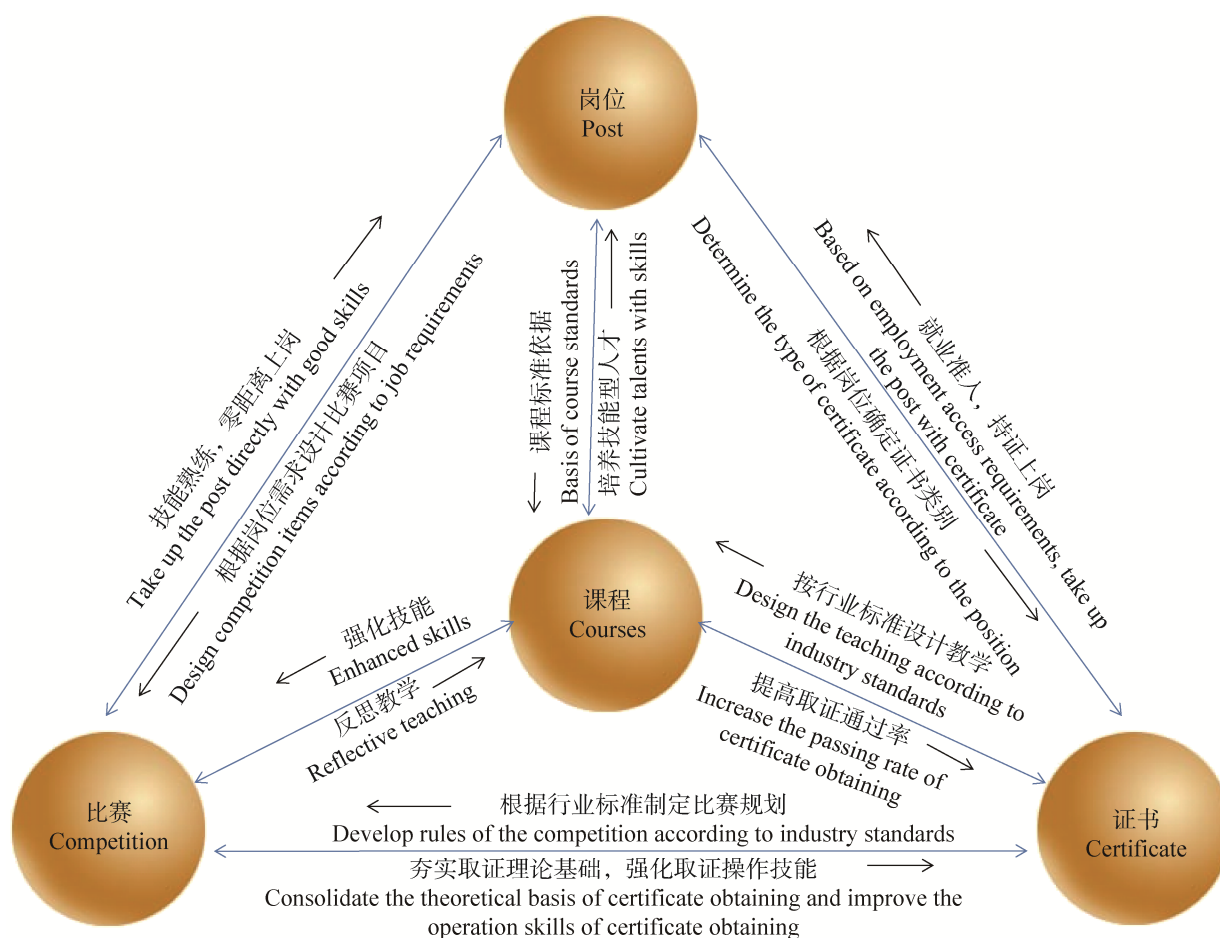 岗位
Post
技能熟练，零距离上岗
Take up the post directly with good skills
根据岗位需求设计比赛项目
Design competition items according to job requirements
课程标准依据
Basis of course standards
培养技能型人才
Cultivate talents with skills
就业准人，持证上岗
Based on employment access requirements, take up
the post with certificate
根据岗位确定证书类别
Determine the type of certificate according to the position
课程
Courses
强化技能
Enhanced skills
反思教学
Reflective teaching
按行业标准设计教学
Design the teaching according to
industry standards
提高取证通过率
Increase the passing rate of
certificate obtaining
比赛
Competition
证书
Certificate
根据行业标准制定比赛规划
Develop rules of the competition according to industry standards
夯实取证理论基础，强化取证操作技能
Consolidate the theoretical basis of certificate obtaining and improve the
operation skills of certificate obtaining